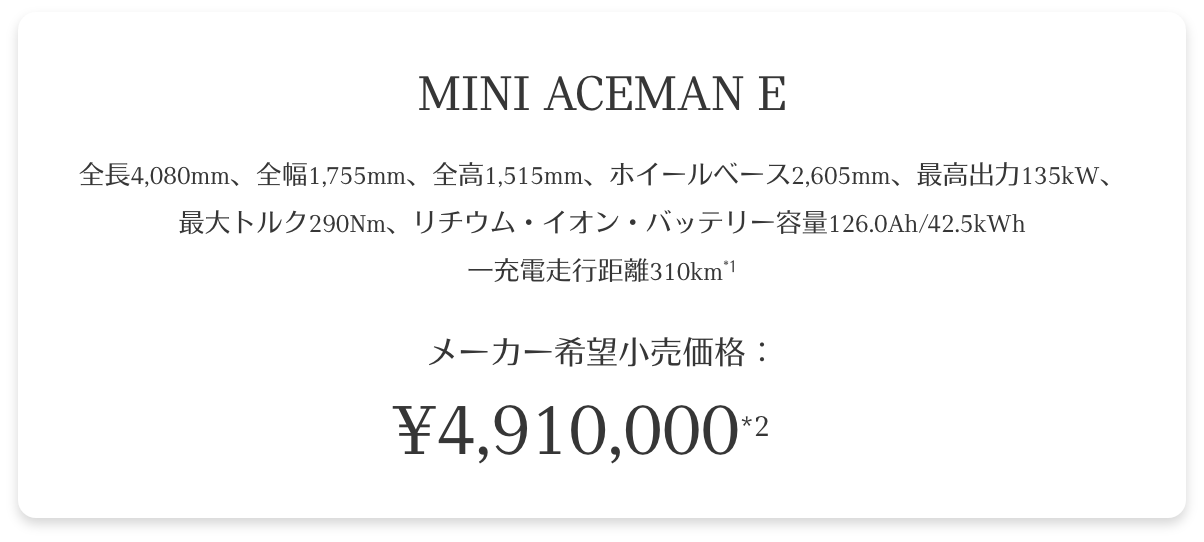 MINI ACEMAN E
全長4,080mm、全幅1,755mm、全高1,515mm、ホイールベース2,605mm、最高出力135kW、
最大トルク290Nm、リチウム・イオン・バッテリー容量126.0Ah/42.5kWh
一充電走行距離310km*1
メーカー希望小売価格：
¥4,910,000*2